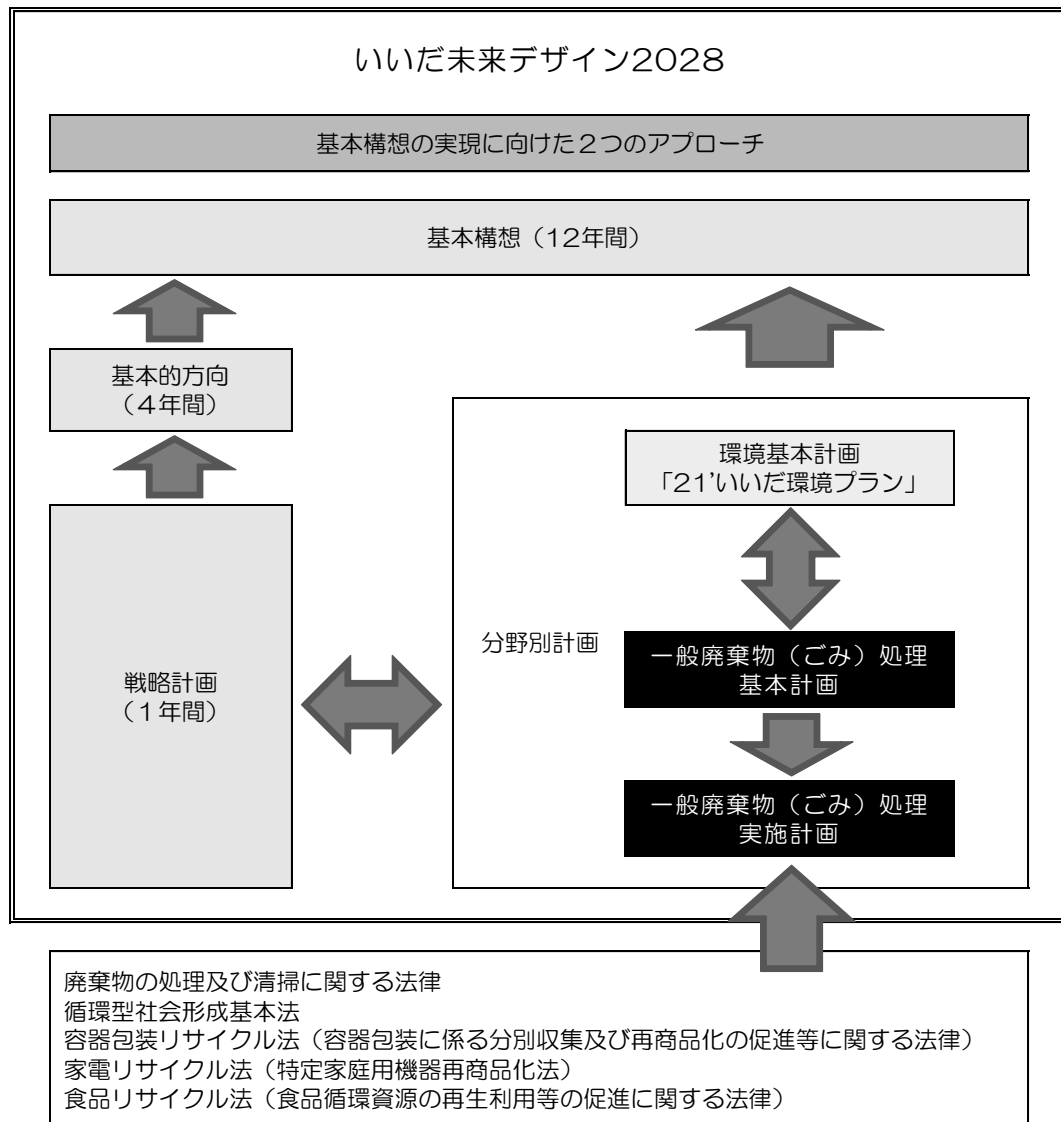 いいだ未来デザイン2028
基本構想の実現に向けた２つのアプローチ
基本構想（12年間）
基本的方向
（４年間）
戦略計画
（１年間）
分野別計画
環境基本計画
「21’いいだ環境プラン」
一般廃棄物（ごみ）処理
基本計画
一般廃棄物（ごみ）処理
実施計画
廃棄物の処理及び清掃に関する法律
循環型社会形成基本法
容器包装リサイクル法（容器包装に係る分別収集及び再商品化の促進等に関する法律）
家電リサイクル法（特定家庭用機器再商品化法）
食品リサイクル法（食品循環資源の再生利用等の促進に関する法律）